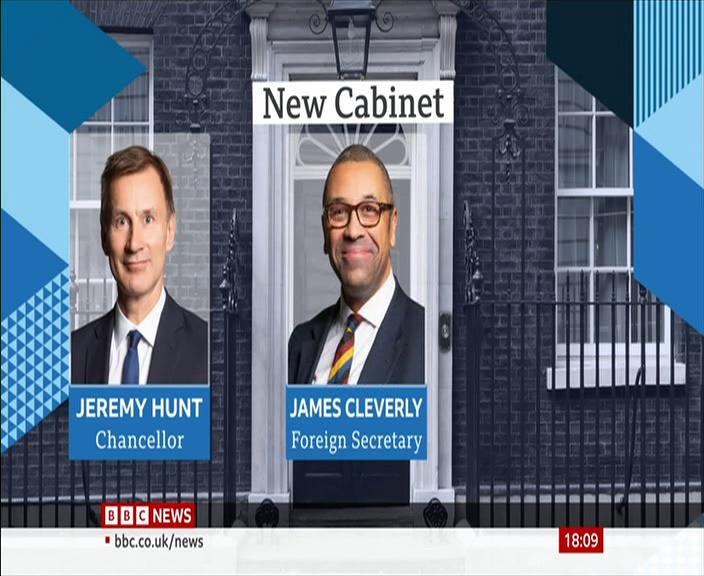 New Cabinet
JEREMY HUNT
Chancellor
JAMES CLEVERLY
Foreign Secretary
BBC NEWS
bbc.co.uk/news
18:09